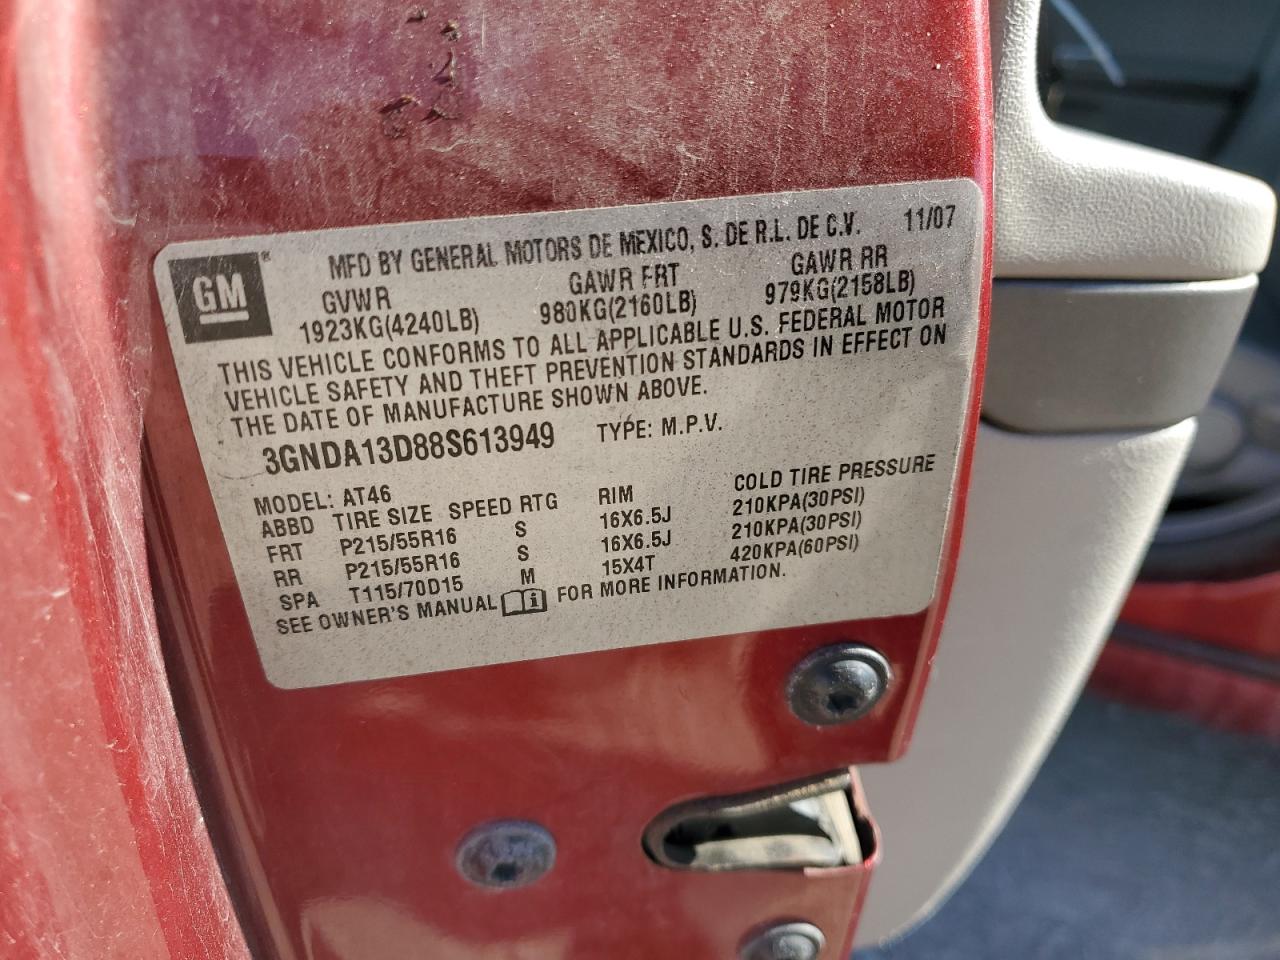 GM®
MFD BY GENERAL MOTORS DE MEXICO, S. DE R.L. DE C.V. 11/07
GVWR GAWR FRT GAWR RR
1923KG(4240LB) 980KG(2160LB) 979KG(2158LB)
THIS VEHICLE CONFORMS TO ALL APPLICABLE U.S. FEDERAL MOTOR
VEHICLE SAFETY AND THEFT PREVENTION STANDARDS IN EFFECT ON
THE DATE OF MANUFACTURE SHOWN ABOVE.
3GNDA13D88S613949 TYPE: M.P.V.
MODEL: AT46
ABBD TIRE SIZE SPEED RTG RIM COLD TIRE PRESSURE
FRT P215/55R16 S 16X6.5J 210KPA(30PSI)
RR P215/55R16 S 16X6.5J 210KPA(30PSI)
SPA T115/70D15 M 15X4T 420KPA(60PSI)
SEE OWNER'S MANUAL FOR MORE INFORMATION.